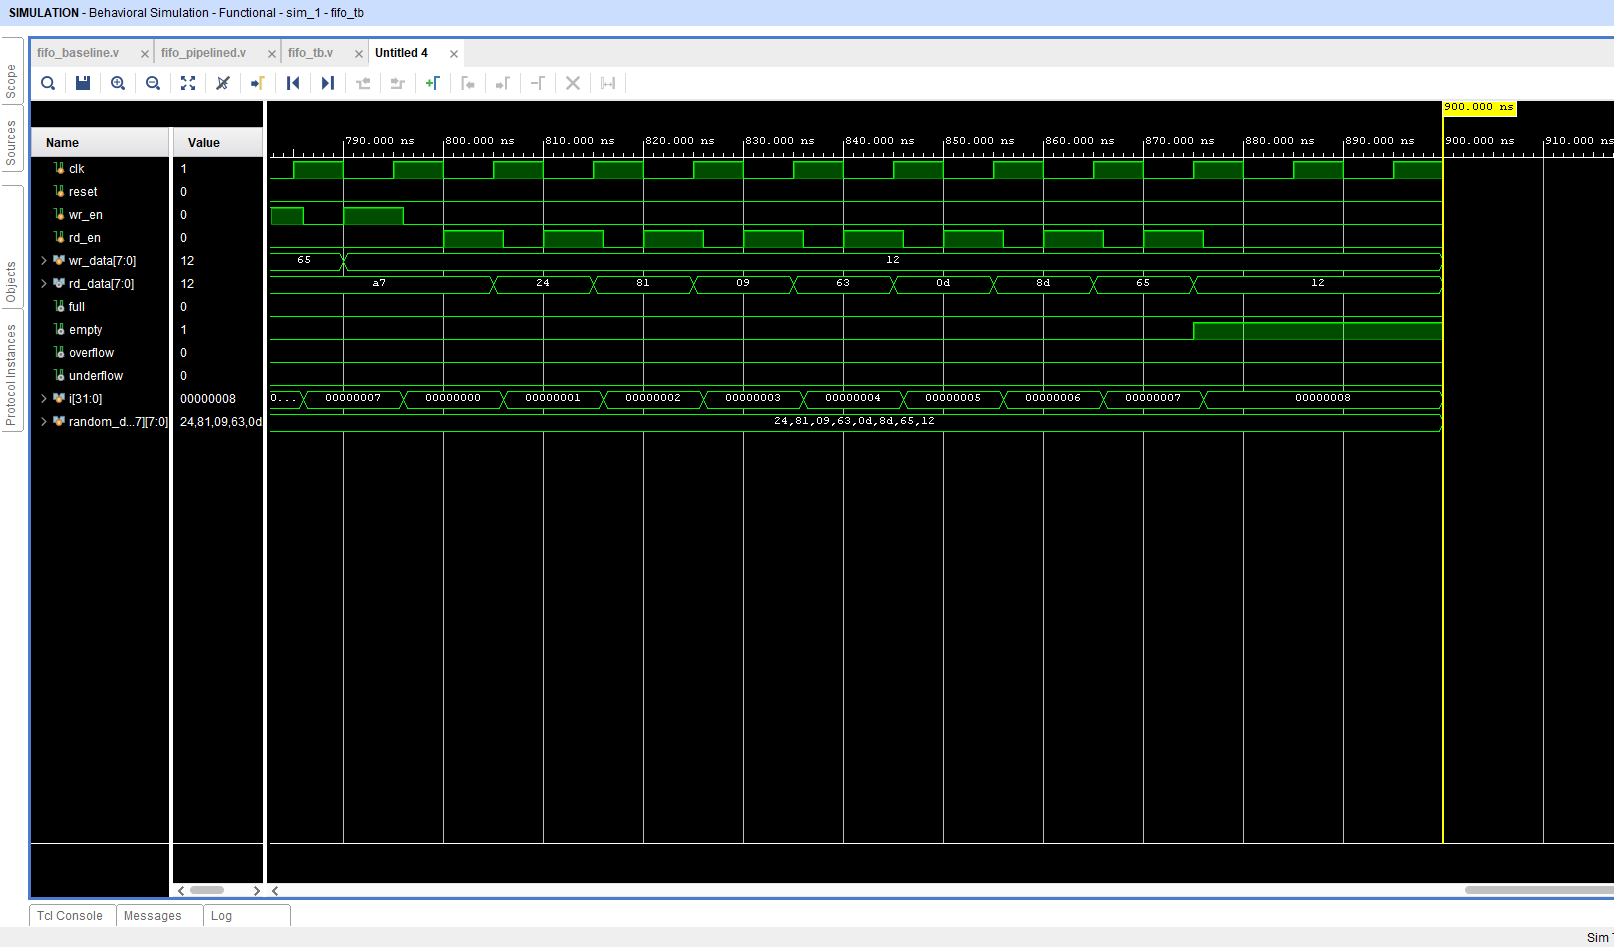 SIMULATION - Behavioral Simulation - Functional - sim_1 - fifo_tb
fifo_baseline.v fifo_pipelined.v fifo_tb.v Untitled 4
Scope
Sources
Objects
Protocol Instances
900.000 ns
790.000 ns 800.000 ns 810.000 ns 820.000 ns 830.000 ns 840.000 ns 850.000 ns 860.000 ns 870.000 ns 880.000 ns 890.000 ns 900.000 ns 910.000 ns
Name Value
clk 1
reset 0
wr_en 0
rd_en 0
wr_data[7:0] 12 65 12
rd_data[7:0] 12 a7 24 81 09 63 0d 8d 65 12
full 0
empty 1
overflow 0
underflow 0
i[31:0] 00000008 0... 00000007 00000000 00000001 00000002 00000003 00000004 00000005 00000006 00000007 00000008
random_d...7][7:0] 24,81,09,63,0d 24,81,09,63,0d,8d,65,12
Tcl Console Messages Log
Sim